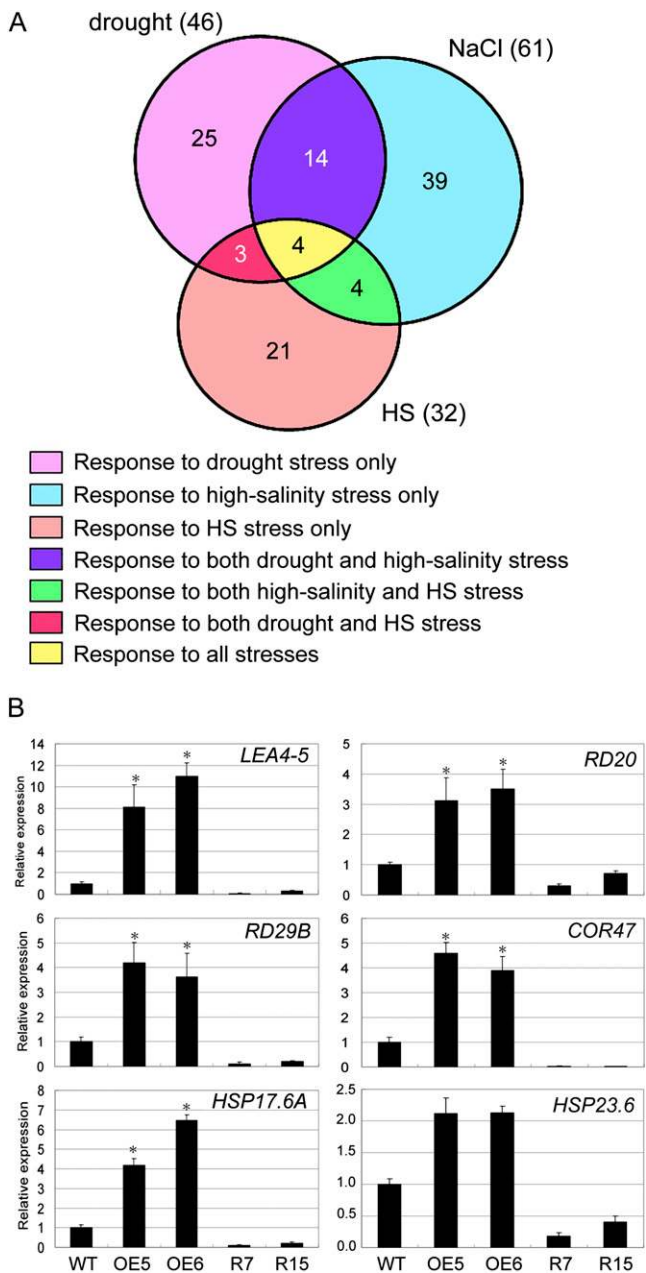 A
drought (46)
NaCl (61)
25
14
39
3
4
4
21
HS (32)
Response to drought stress only
Response to high-salinity stress only
Response to HS stress only
Response to both drought and high-salinity stress
Response to both high-salinity and HS stress
Response to both drought and HS stress
Response to all stresses
B
Relative expression
14
12
10
8
6
4
2
0
LEA4-5
* *
5
4
3
2
1
0
RD20
* *
Relative expression
6
5
4
3
2
1
0
RD29B
* *
6
5
4
3
2
1
0
COR47
* *
Relative expression
8
7
6
5
4
3
2
1
0
HSP17.6A
* *
WT OE5 OE6 R7 R15
2.5
2.0
1.5
1.0
0.5
0.0
HSP23.6
WT OE5 OE6 R7 R15